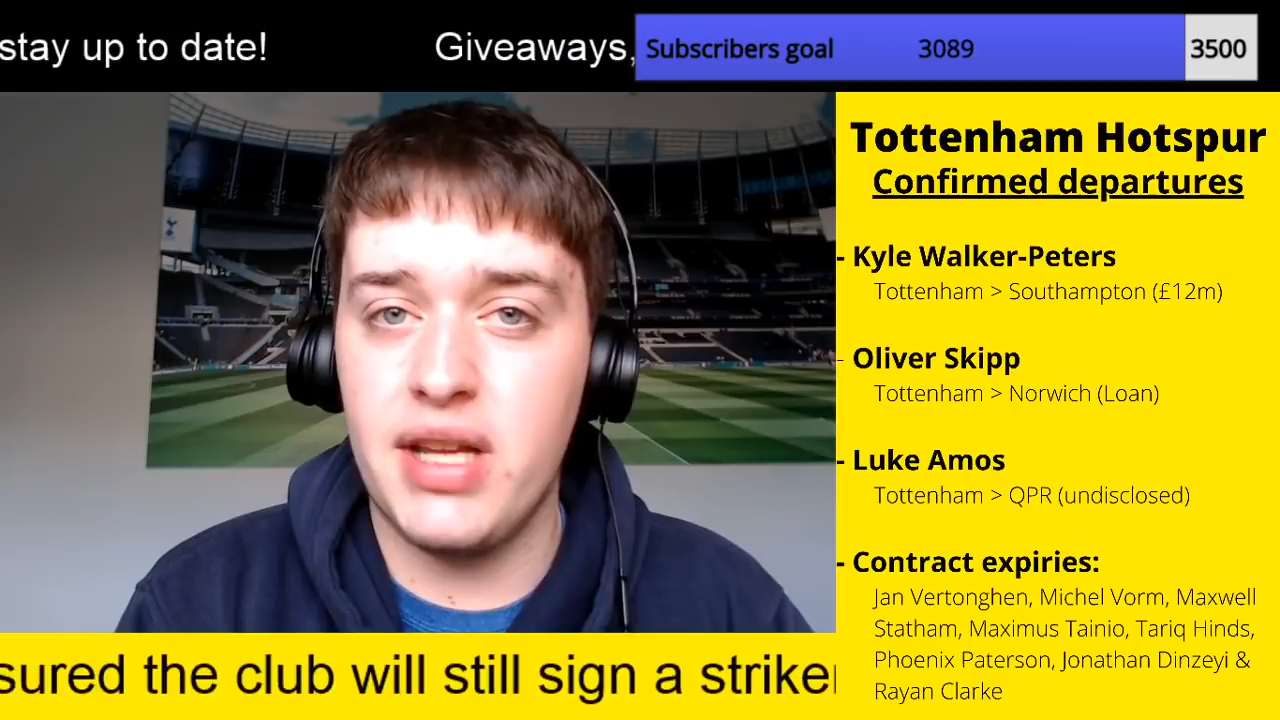 stay up to date! Giveaways,
Subscribers goal 3089 3500
Tottenham Hotspur
Confirmed departures
- Kyle Walker-Peters
Tottenham > Southampton (£12m)
- Oliver Skipp
Tottenham > Norwich (Loan)
- Luke Amos
Tottenham > QPR (undisclosed)
- Contract expiries:
Jan Vertonghen, Michel Vorm, Maxwell
Statham, Maximus Tainio, Tariq Hinds,
Phoenix Paterson, Jonathan Dinzeyi &
Rayan Clarke
sured the club will still sign a striker